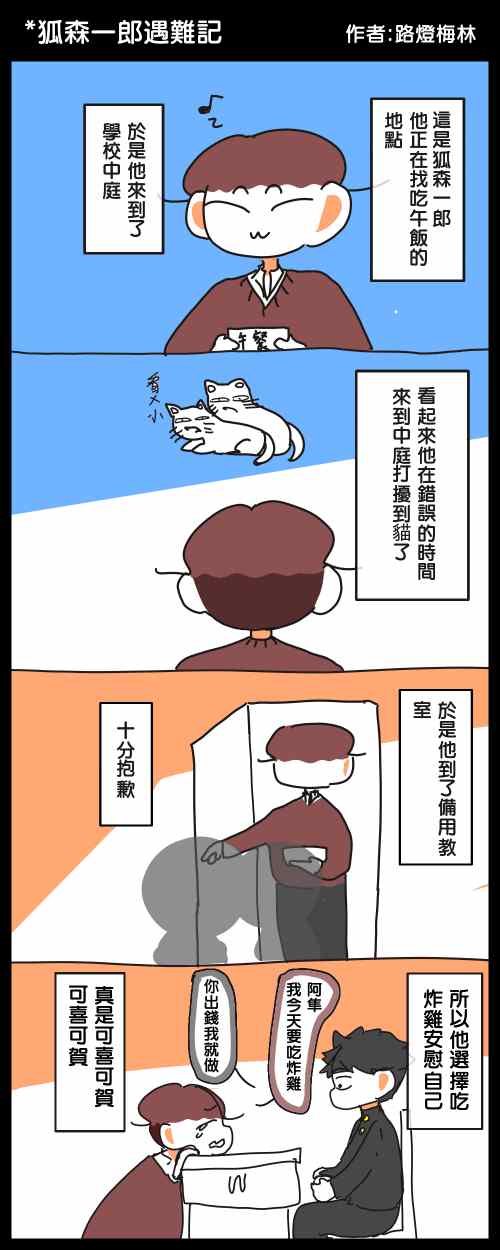 *狐森一郎遇難記
作者:路燈梅林
這是狐森一郎
他正在找吃午飯的
地點
於是他來到了
學校中庭
午餐
看起來他在錯誤的時間
來到中庭打擾到貓了
於是他到了備用教
室
十分抱歉
所以他選擇吃
炸雞安慰自己
阿隼
我今天要吃炸雞
你出錢我就做
真是可喜可賀
可喜可賀